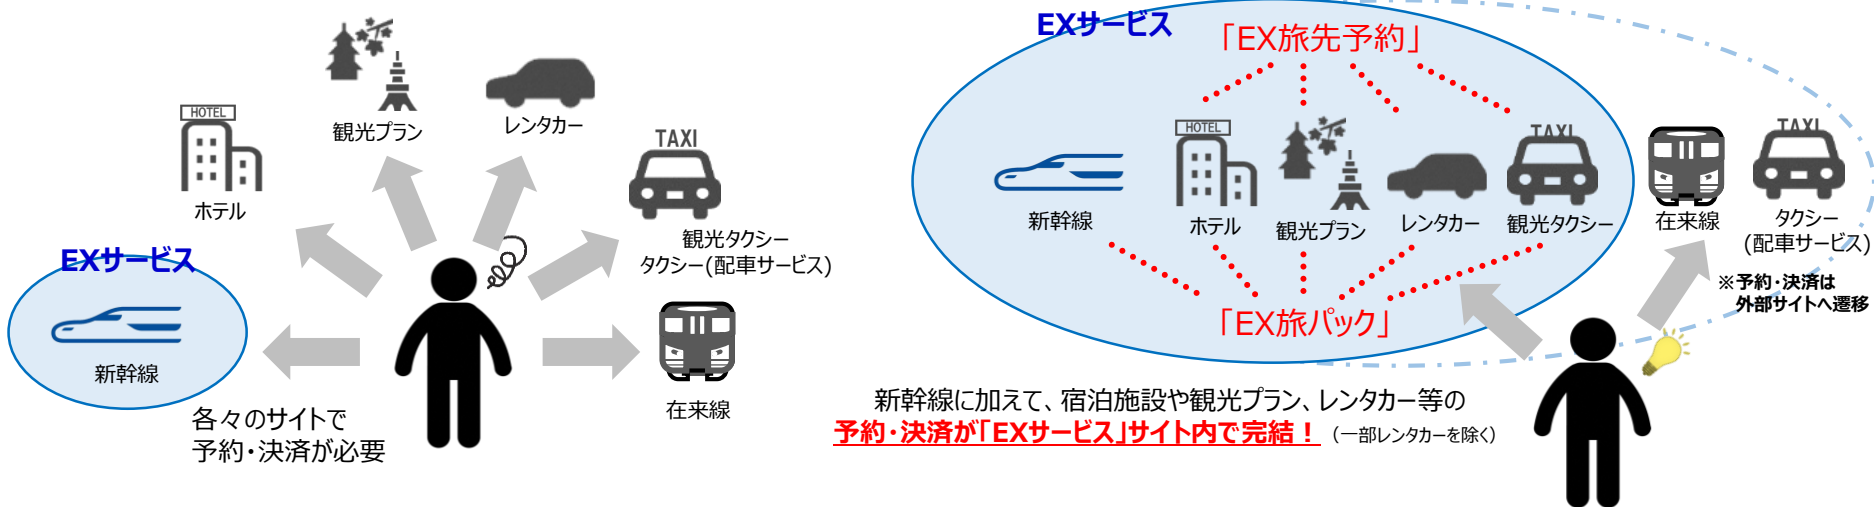 HOTEL
ホテル
観光プラン
レンタカー
TAXI
観光タクシー
タクシー(配車サービス)
EXサービス
新幹線
在来線
各々のサイトで
予約・決済が必要
EXサービス
「EX旅先予約」
新幹線
HOTEL
ホテル
観光プラン
レンタカー
TAXI
観光タクシー
在来線
TAXI
タクシー
(配車サービス)
※予約・決済は
外部サイトへ遷移
「EX旅パック」
新幹線に加えて、宿泊施設や観光プラン、レンタカー等の
予約・決済が「EXサービス」サイト内で完結！（一部レンタカーを除く）